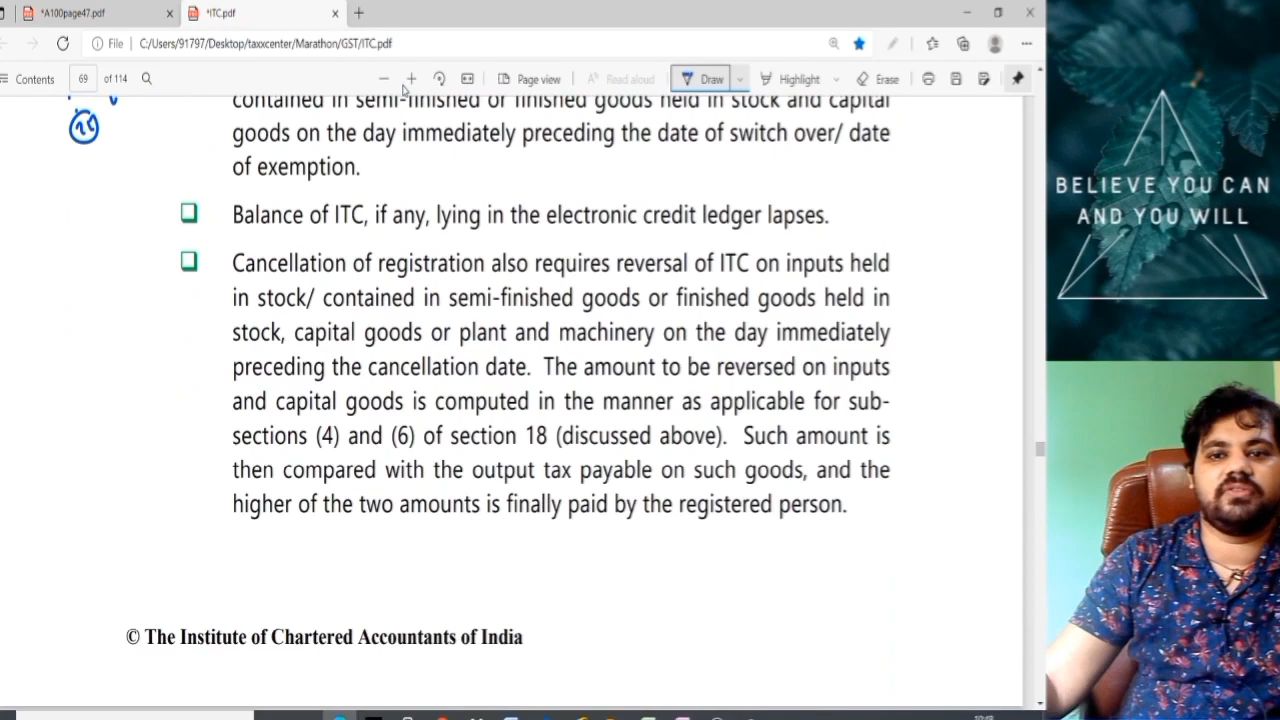 *A100page47.pdf
*ITC.pdf
File
C:/Users/91797/Desktop/taxxcenter/Marathon/GST/ITC.pdf
Contents
69
of 114
Page view
Read aloud
Draw
Highlight
Erase
contained in semi-finished or finished goods held in stock and capital
goods on the day immediately preceding the date of switch over/ date
of exemption.
Balance of ITC, if any, lying in the electronic credit ledger lapses.
Cancellation of registration also requires reversal of ITC on inputs held
in stock/ contained in semi-finished goods or finished goods held in
stock, capital goods or plant and machinery on the day immediately
preceding the cancellation date. The amount to be reversed on inputs
and capital goods is computed in the manner as applicable for sub-
sections (4) and (6) of section 18 (discussed above). Such amount is
then compared with the output tax payable on such goods, and the
higher of the two amounts is finally paid by the registered person.
© The Institute of Chartered Accountants of India
BELIEVE YOU CAN
AND YOU WILL